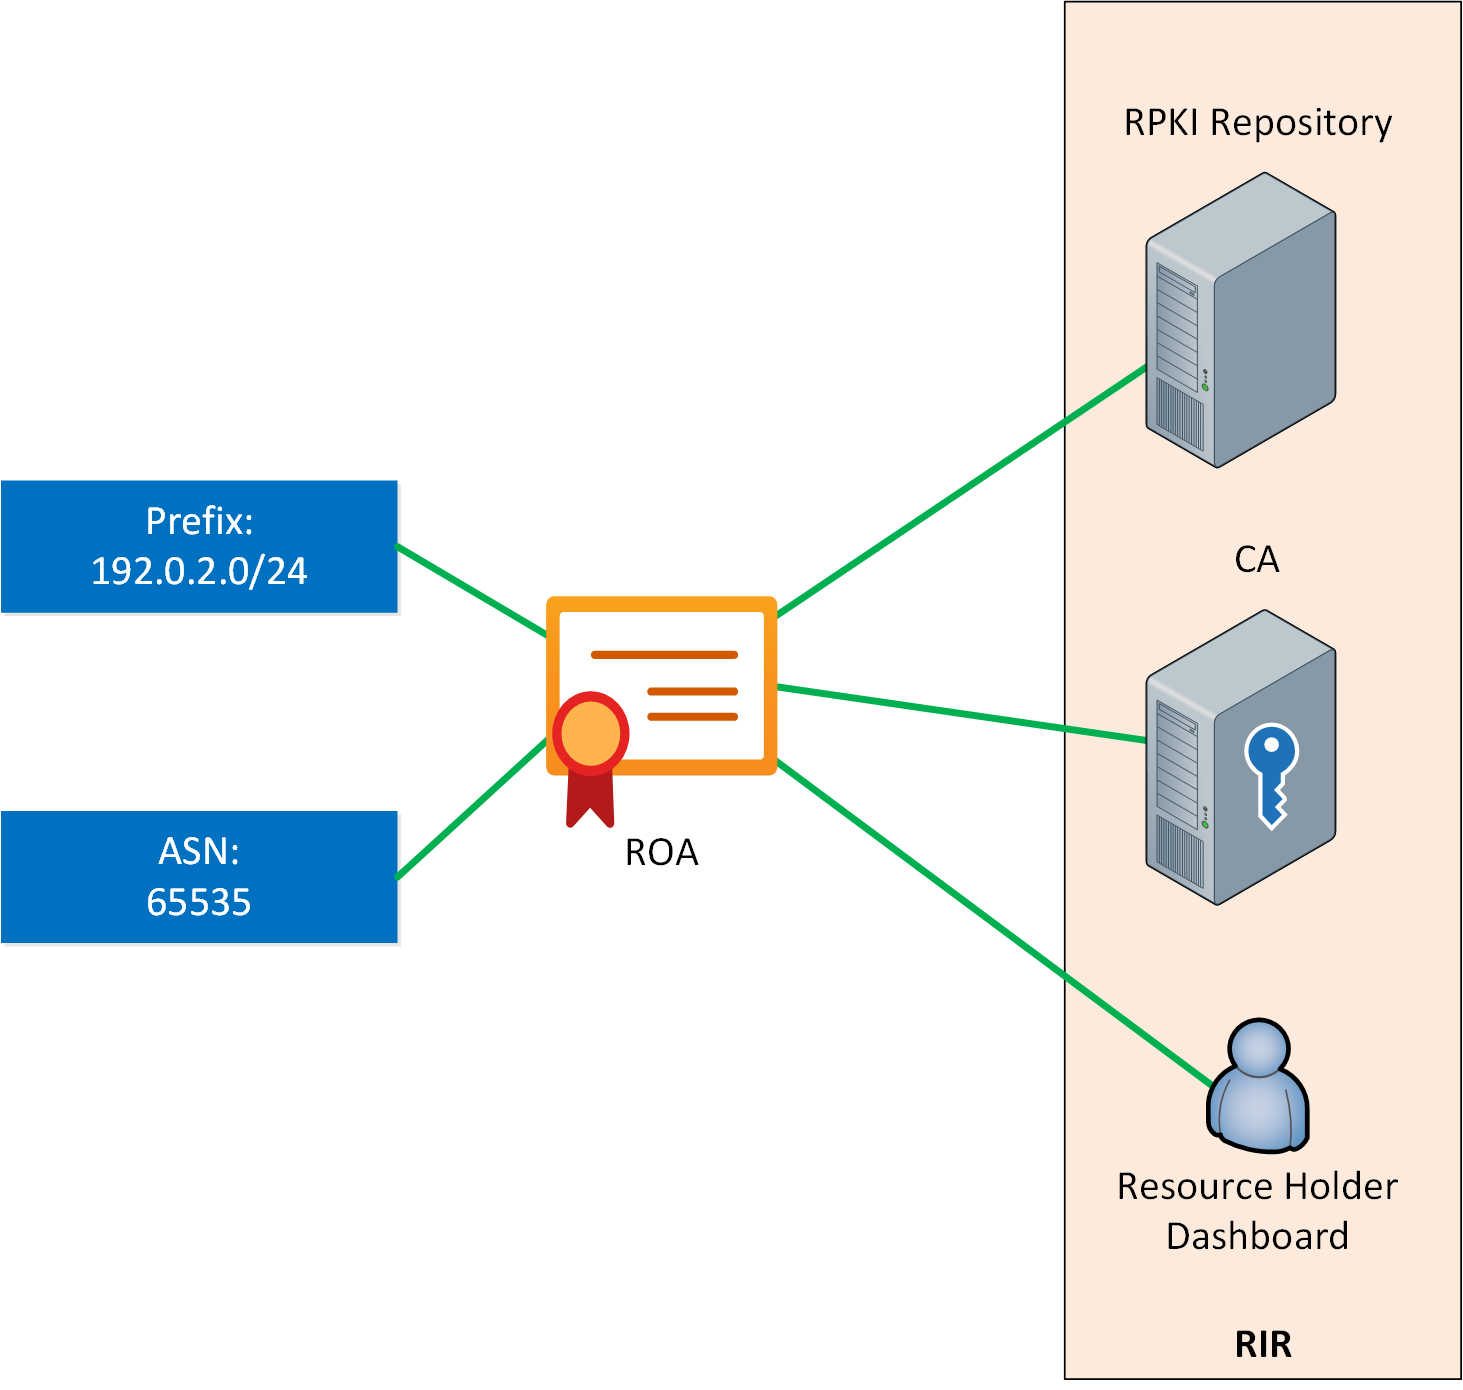 RPKI Repository
Prefix:
192.0.2.0/24
CA
ASN:
65535
ROA
Resource Holder
Dashboard
RIR